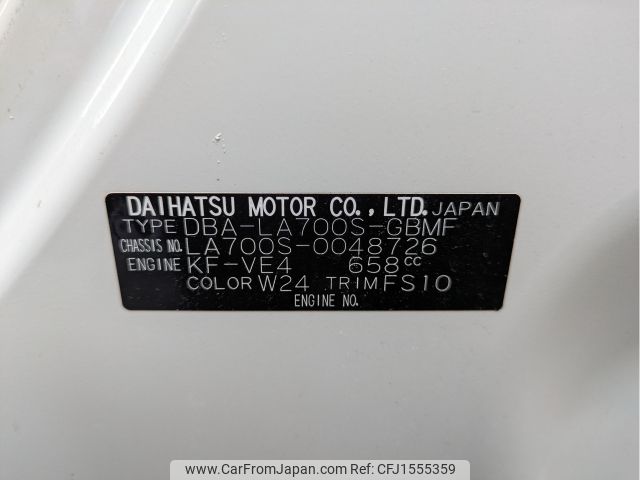 DAIHATSU MOTOR CO., LTD. JAPAN
TYPE DBA-LA700S-GBMF
CHASSIS NO. LA700S-0048726
ENGINE KF-VE4 658cc
COLOR W24 TRIM FS10
ENGINE NO.
www.CarFromJapan.com CarFromJapan CFJ1555359